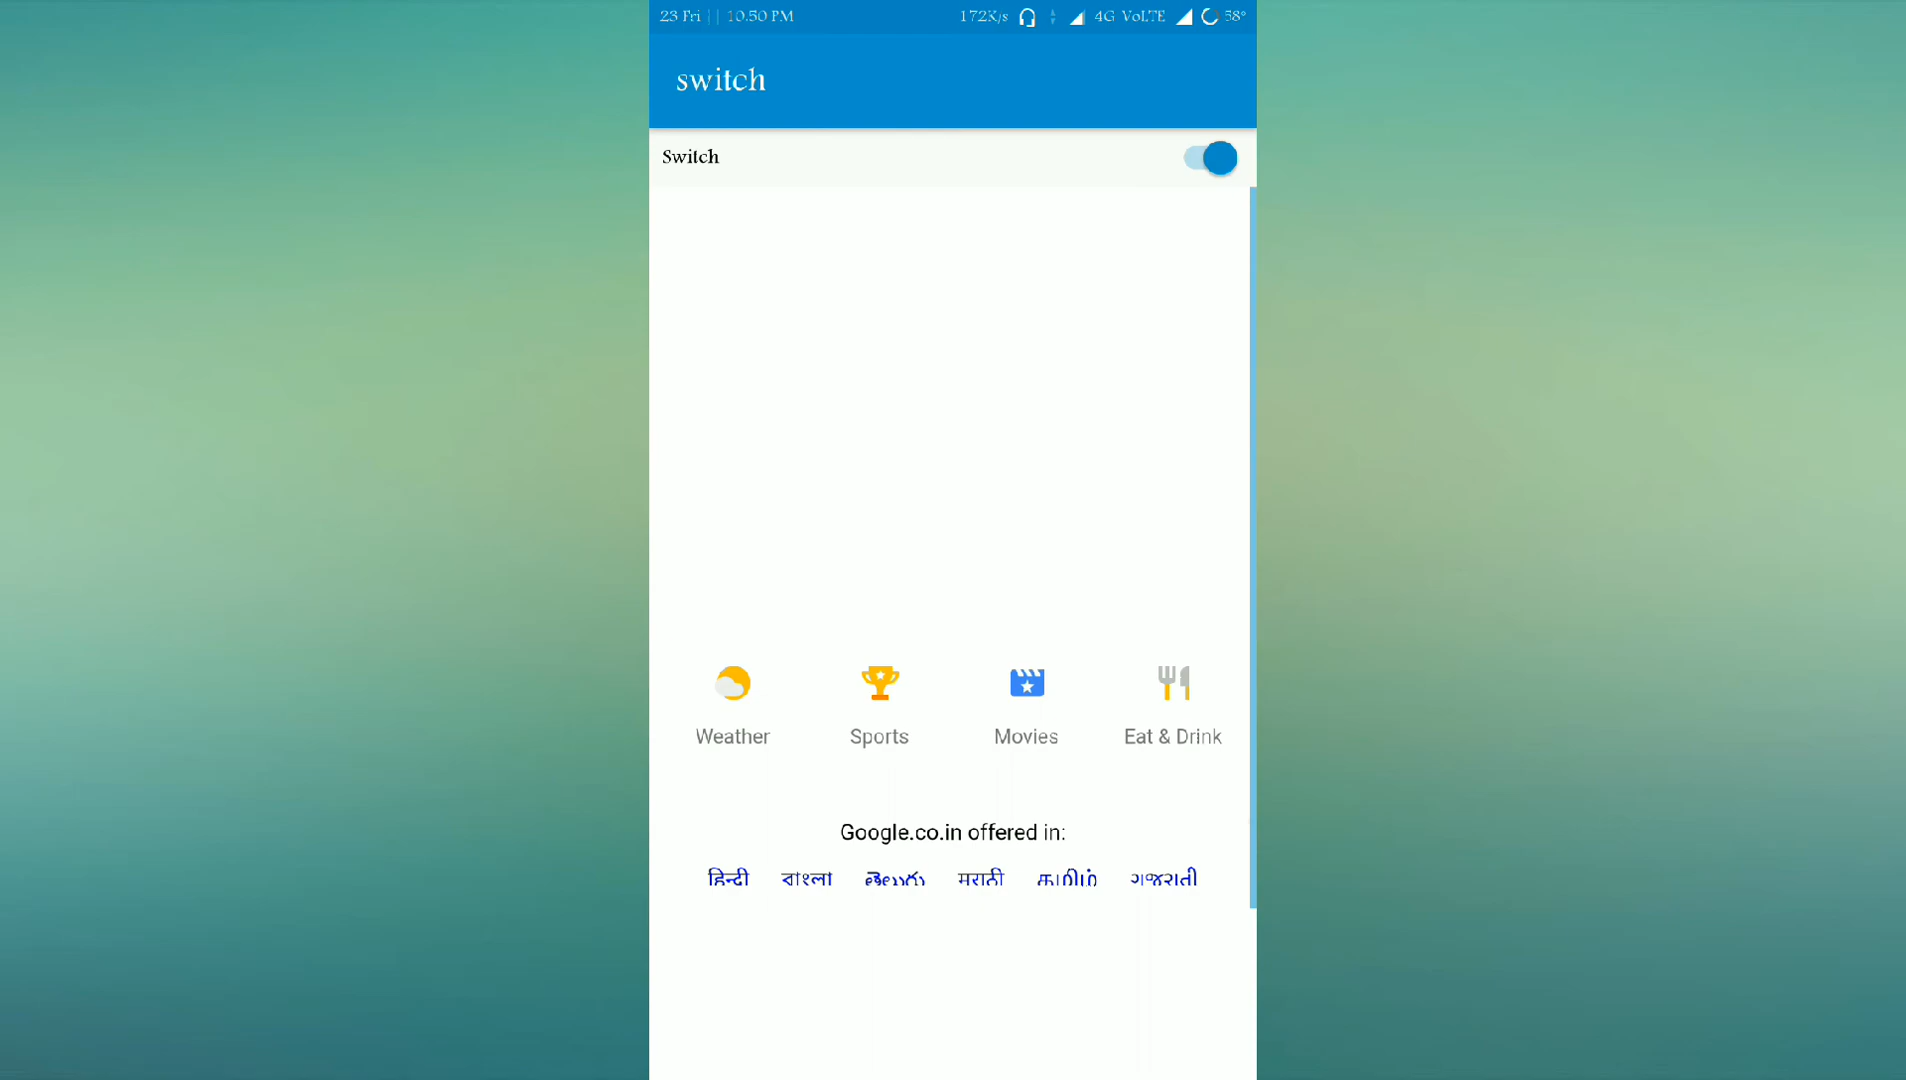 23 Fri || 10.50 PM 172K/s 4G VoLTE 58°
switch
Switch
Weather Sports Movies Eat & Drink
Google.co.in offered in:
हिन्दी বাংলা తెలుగు मराठी தமிழ் ગુજરાતી